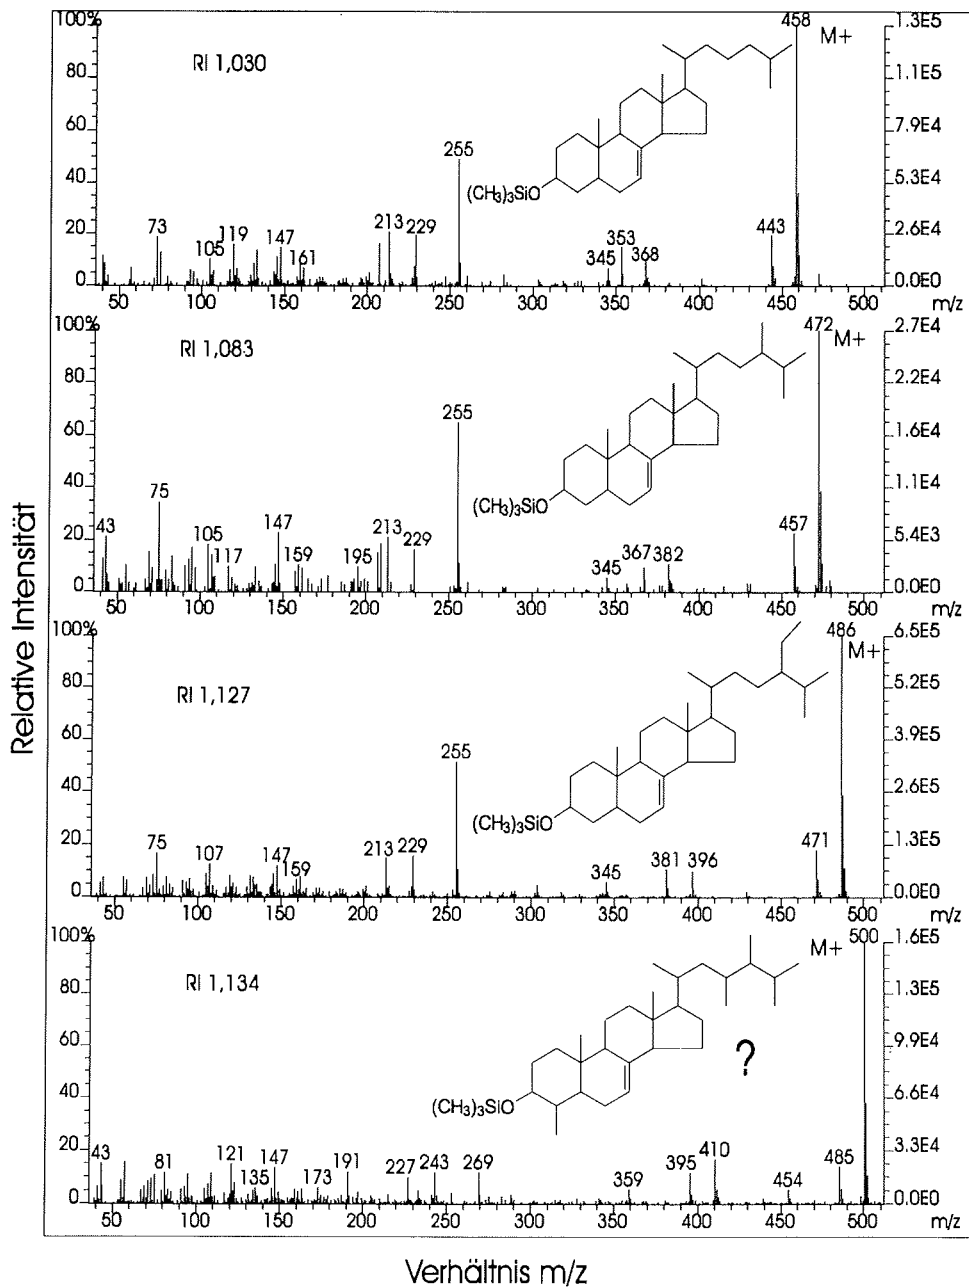 Relative Intensität
100% 458 M+ 1.3E5
RI 1,030
80 1.1E5
60 7.9E4
255
40 (CH₃)₃SiO 5.3E4
20 73 105 119 147 161 213 229 345 353 368 443 2.6E4
0 0.0E0
50 100 150 200 250 300 350 400 450 500 m/z
100% 472 M+ 2.7E4
RI 1,083
80 2.2E4
60 255 1.6E4
40 (CH₃)₃SiO 1.1E4
20 43 75 105 117 147 159 195 213 229 345 367 382 457 5.4E3
0 0.0E0
50 100 150 200 250 300 350 400 450 500 m/z
100% 486 M+ 6.5E5
RI 1,127
80 5.2E5
60 3.9E5
255
40 (CH₃)₃SiO 2.6E5
20 75 107 147 159 213 229 345 381 396 471 1.3E5
0 0.0E0
50 100 150 200 250 300 350 400 450 500 m/z
100% 500 M+ 1.6E5
RI 1,134
80 1.3E5
60 ? 9.9E4
40 (CH₃)₃SiO 6.6E4
20 43 81 121 135 147 173 191 227 243 269 359 395 410 454 485 3.3E4
0 0.0E0
50 100 150 200 250 300 350 400 450 500 m/z
Verhältnis m/z